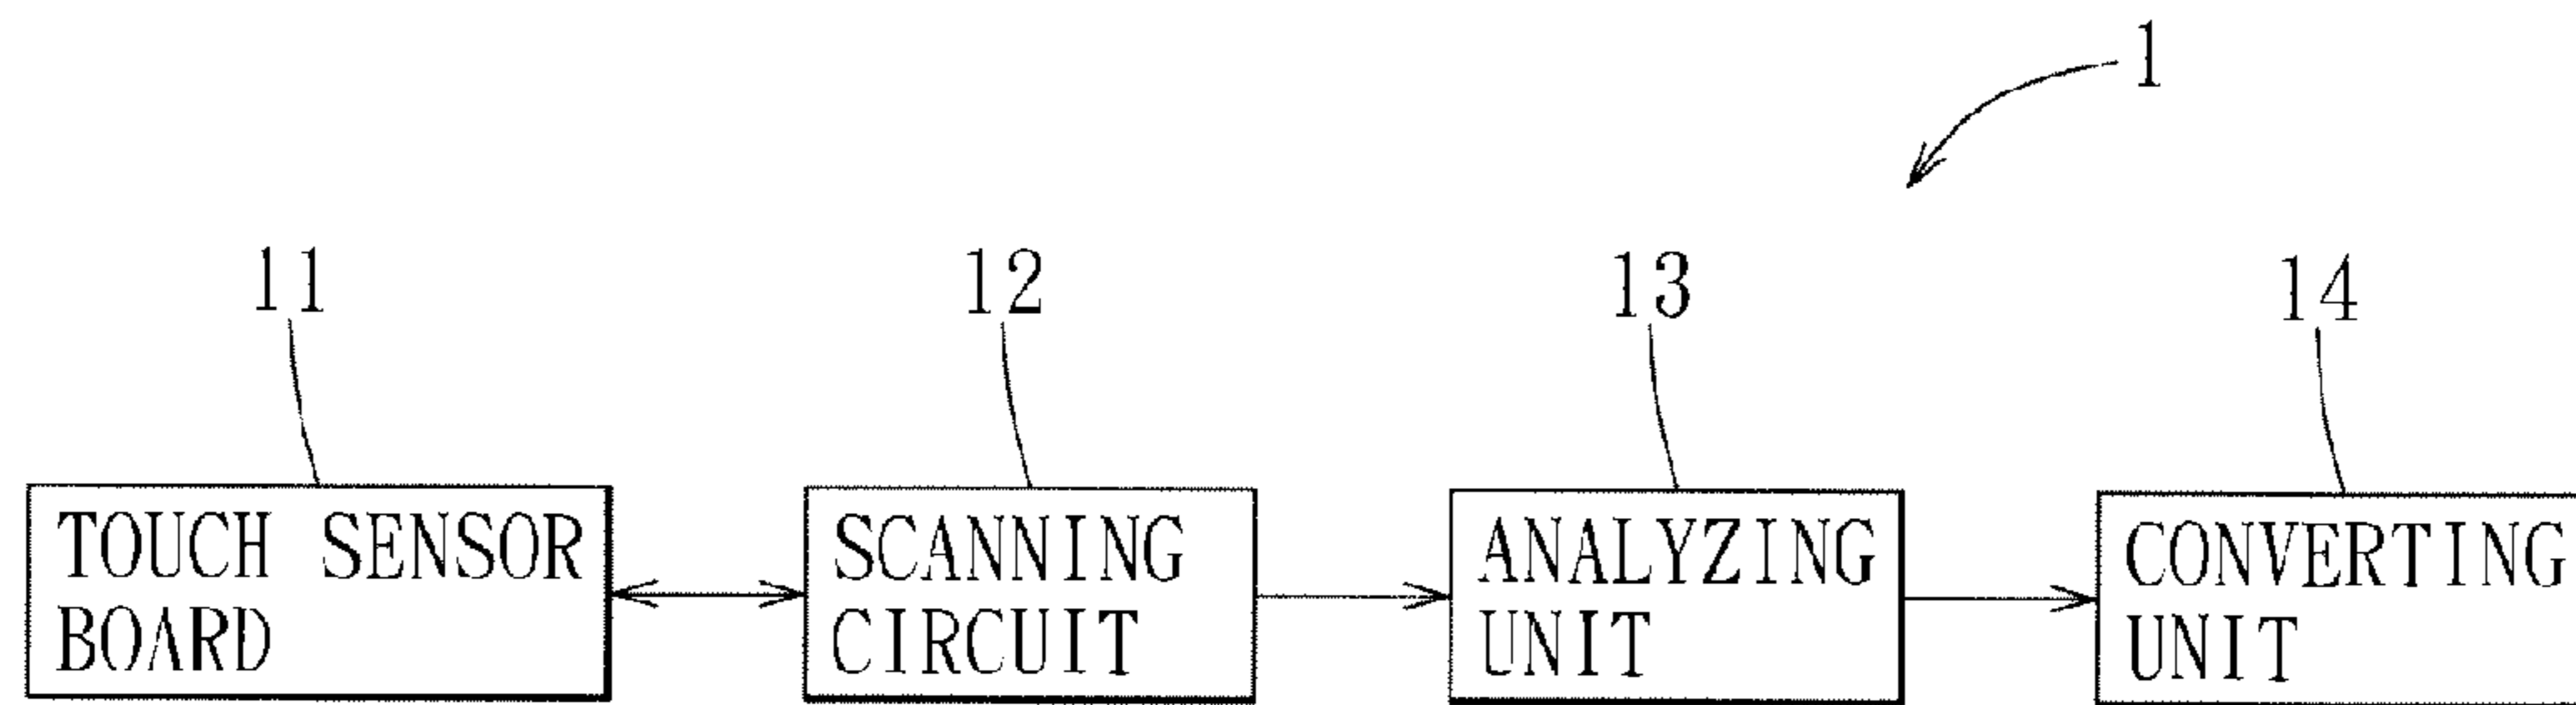 1
11
12
13
14
TOUCH SENSOR
BOARD
SCANNING
CIRCUIT
ANALYZING
UNIT
CONVERTING
UNIT